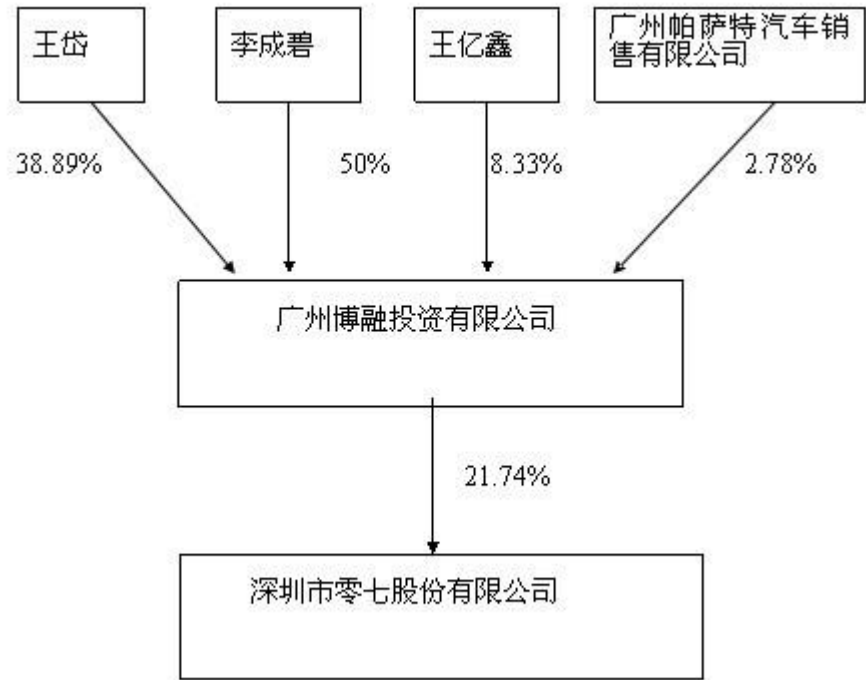 王岱
李成碧
王亿鑫
广州帕萨特汽车销
售有限公司
38.89%
50%
8.33%
2.78%
广州博融投资有限公司
21.74%
深圳市零七股份有限公司